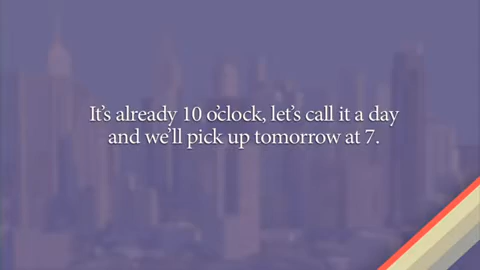 It's already 10 o'clock, let's call it a day
and we'll pick up tomorrow at 7.